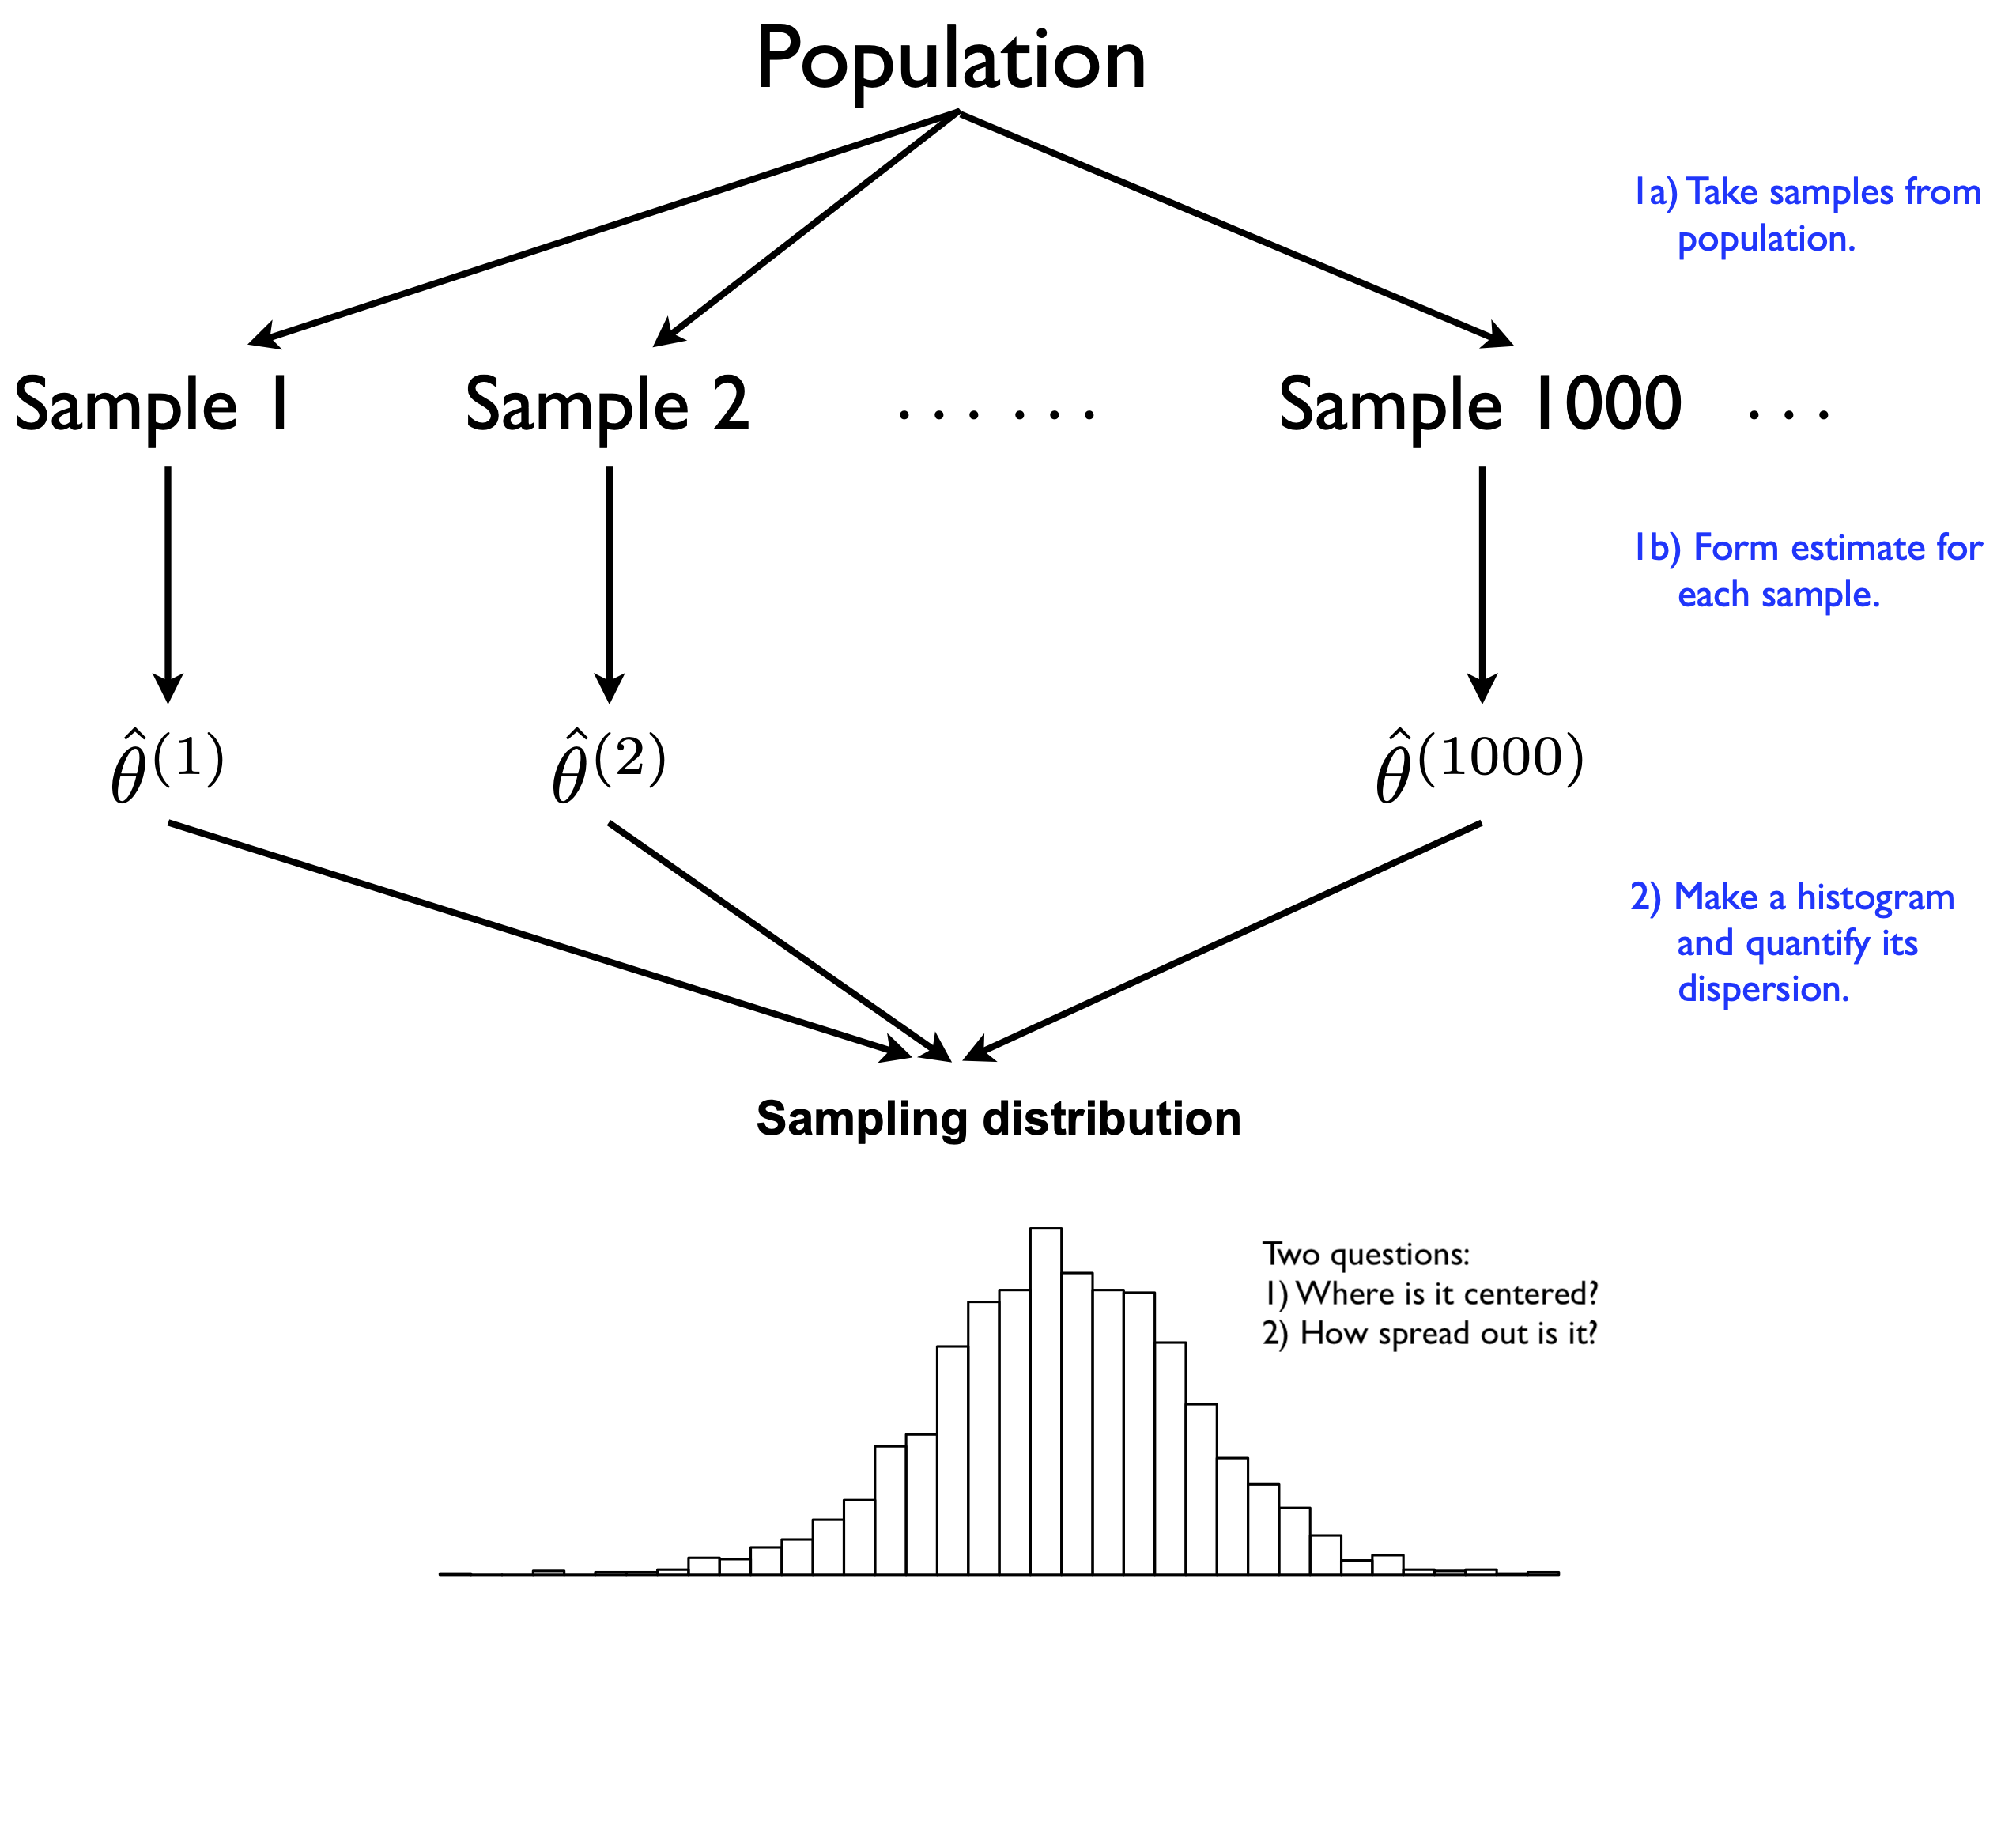 Population
1a) Take samples from
population.
Sample 1 Sample 2 . . . . . . Sample 1000 . . .
1b) Form estimate for
each sample.
θ̂(1) θ̂(2) θ̂(1000)
2) Make a histogram
and quantify its
dispersion.
Sampling distribution
Two questions:
1) Where is it centered?
2) How spread out is it?